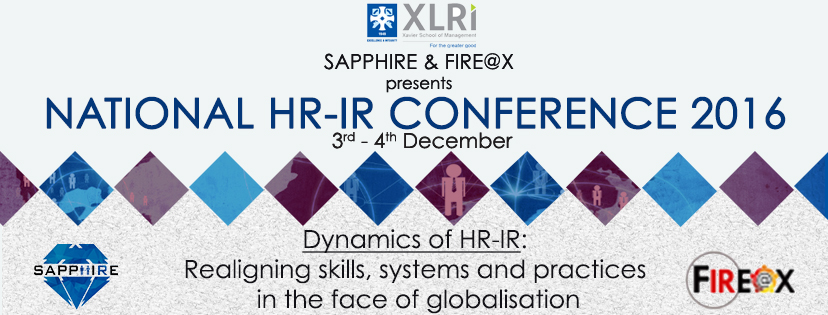 XLRi
Xavier School of Management
For the greater good
SAPPHIRE & FIRE@X
presents
NATIONAL HR-IR CONFERENCE 2016
3rd - 4th December
Dynamics of HR-IR:
Realigning skills, systems and practices
in the face of globalisation
SAPPHIRE
FIRE@X